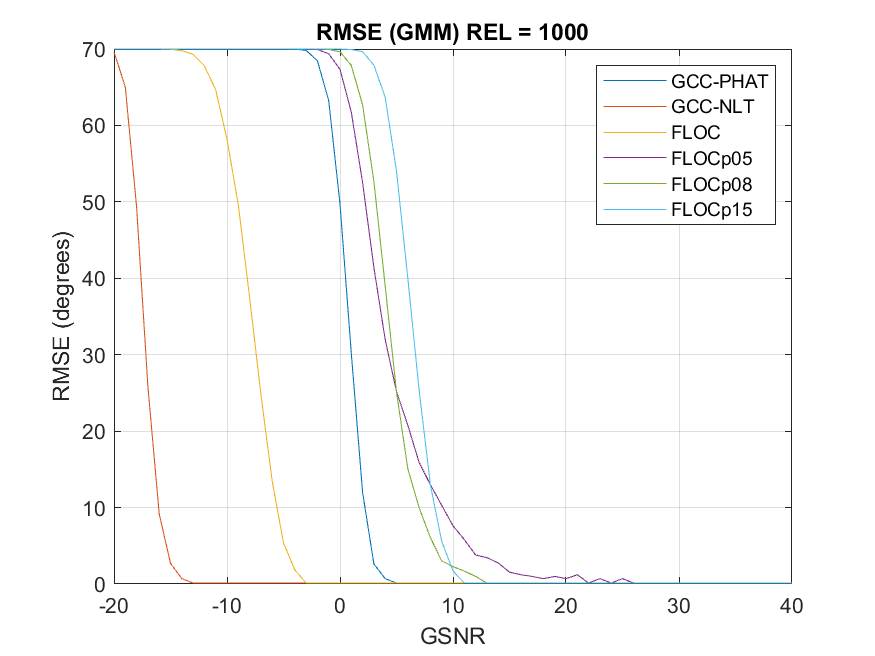 RMSE (GMM) REL = 1000
GCC-PHAT
GCC-NLT
FLOC
FLOCp05
FLOCp08
FLOCp15
RMSE (degrees)
70
60
50
40
30
20
10
0
-20 -10 0 10 20 30 40
GSNR